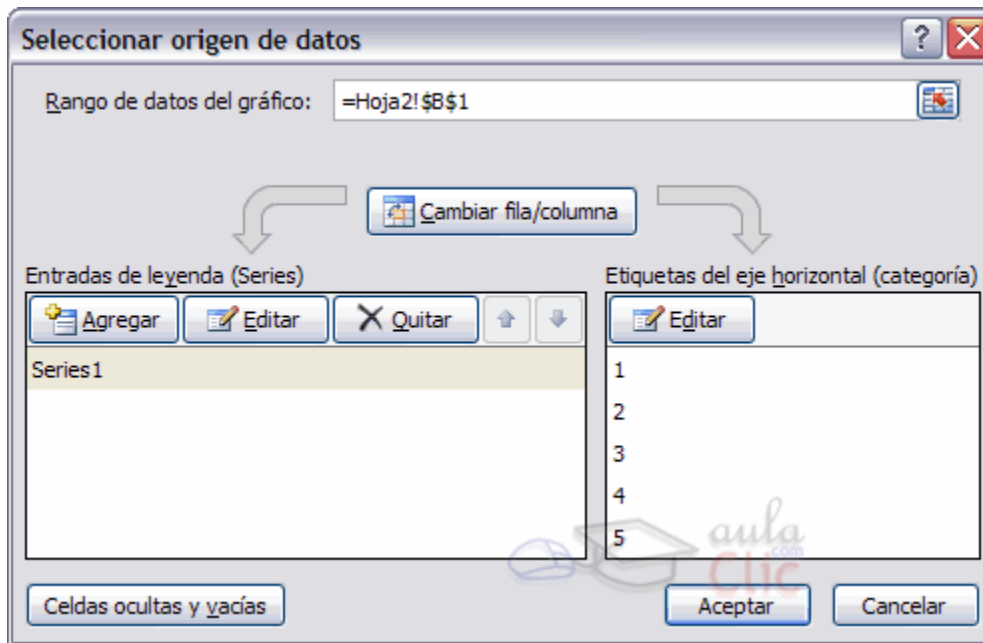 Seleccionar origen de datos
Rango de datos del gráfico: =Hoja2!$B$1
Cambiar fila/columna
Entradas de leyenda (Series)
Agregar Editar Quitar
Series1
Etiquetas del eje horizontal (categoría)
Editar
1
2
3
4
5
aula
.com
Clic
Celdas ocultas y vacías
Aceptar Cancelar